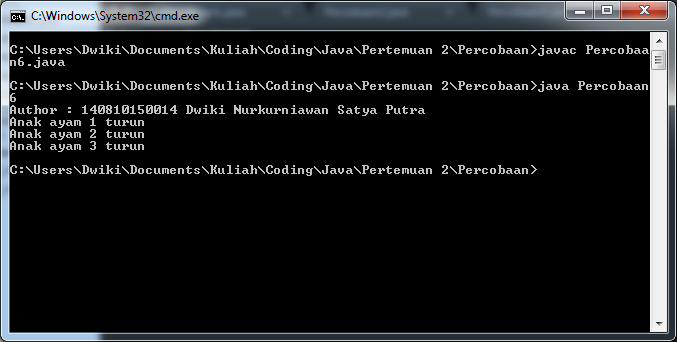 C:\Windows\System32\cmd.exe
C:\Users\Dwiki\Documents\Kuliah\Coding\Java\Pertemuan 2\Percobaan>javac Percobaa
n6.java
C:\Users\Dwiki\Documents\Kuliah\Coding\Java\Pertemuan 2\Percobaan>java Percobaan
6
Author : 140810150014 Dwiki Nurkurniawan Satya Putra
Anak ayam 1 turun
Anak ayam 2 turun
Anak ayam 3 turun
C:\Users\Dwiki\Documents\Kuliah\Coding\Java\Pertemuan 2\Percobaan>